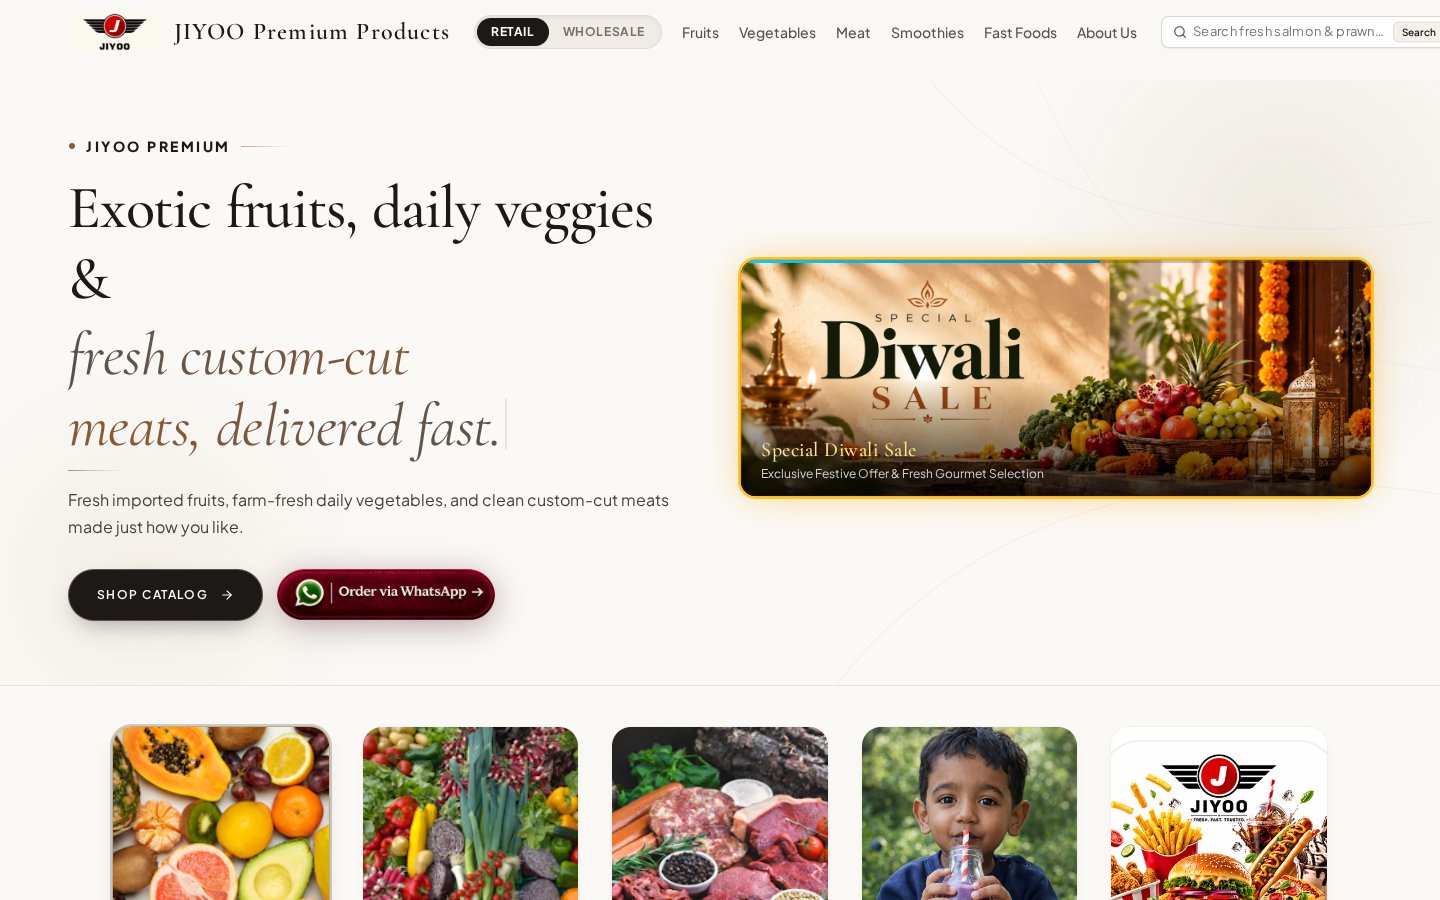 JIYOO
JIYOO Premium Products
RETAIL
WHOLESALE
Fruits
Vegetables
Meat
Smoothies
Fast Foods
About Us
Search fresh salmon & prawn...
Search
JIYOO PREMIUM
Exotic fruits, daily veggies
&
fresh custom-cut
meats, delivered fast.
Fresh imported fruits, farm-fresh daily vegetables, and clean custom-cut meats
made just how you like.
SHOP CATALOG
Order via WhatsApp
SPECIAL
Diwali
SALE
Special Diwali Sale
Exclusive Festive Offer & Fresh Gourmet Selection
J
JIYOO
FRESH. FAST. TRUSTED.